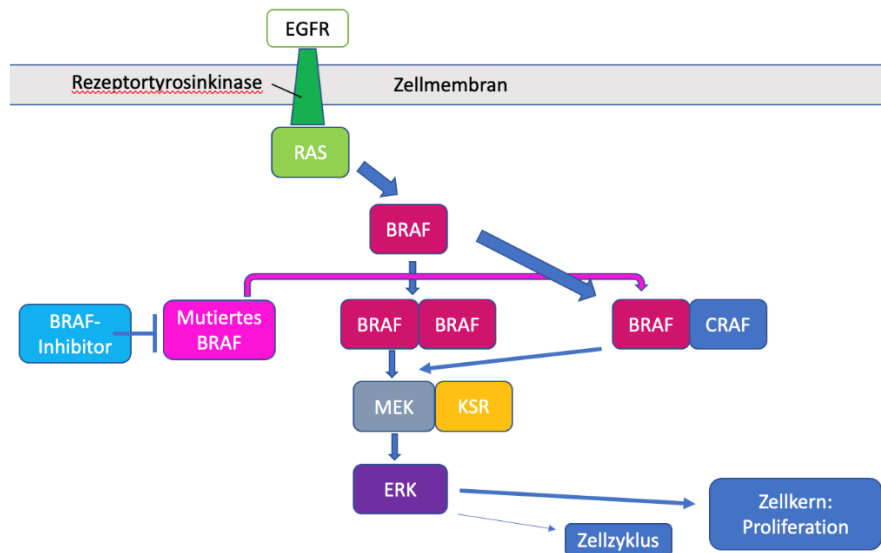 EGFR
Rezeptortyrosinkinase
Zellmembran
RAS
BRAF
BRAF-
Inhibitor
Mutiertes
BRAF
BRAF
BRAF
BRAF
CRAF
MEK
KSR
ERK
Zellkern:
Proliferation
Zellzyklus